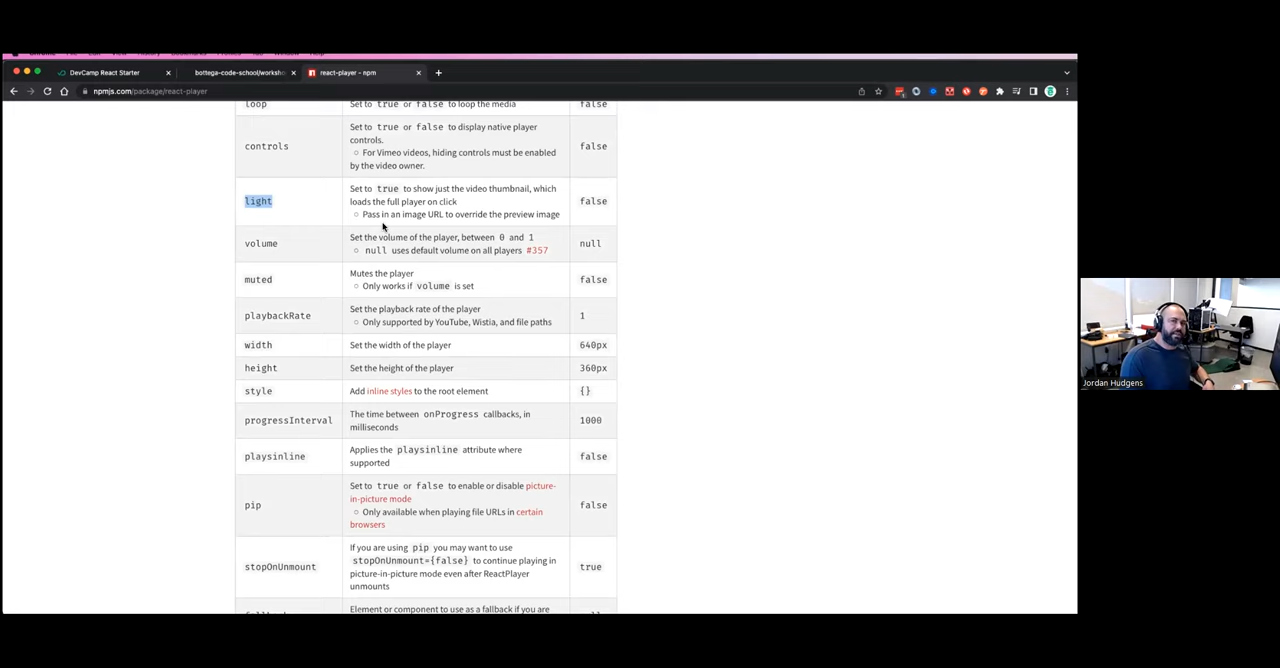 DevCamp React Starter
bottega-code-school/worksho
react-player - npm
npmjs.com/package/react-player
loop Set to true or false to loop the media false
controls
Set to true or false to display native player
controls.
For Vimeo videos, hiding controls must be enabled
by the video owner.
false
light
Set to true to show just the video thumbnail, which
loads the full player on click
Pass in an image URL to override the preview image
false
volume
Set the volume of the player, between 0 and 1
null uses default volume on all players #357
null
muted
Mutes the player
Only works if volume is set
false
playbackRate
Set the playback rate of the player
Only supported by YouTube, Wistia, and file paths
1
width Set the width of the player 640px
height Set the height of the player 360px
style Add inline styles to the root element {}
progressInterval
The time between onProgress callbacks, in
milliseconds
1000
playsinline
Applies the playsinline attribute where
supported
false
pip
Set to true or false to enable or disable picture-
in-picture mode
Only available when playing file URLs in certain
browsers
false
stopOnUnmount
If you are using pip you may want to use
stopOnUnmount={false} to continue playing in
picture-in-picture mode even after ReactPlayer
unmounts
true
Element or component to use as a fallback if you are
Jordan Hudgens